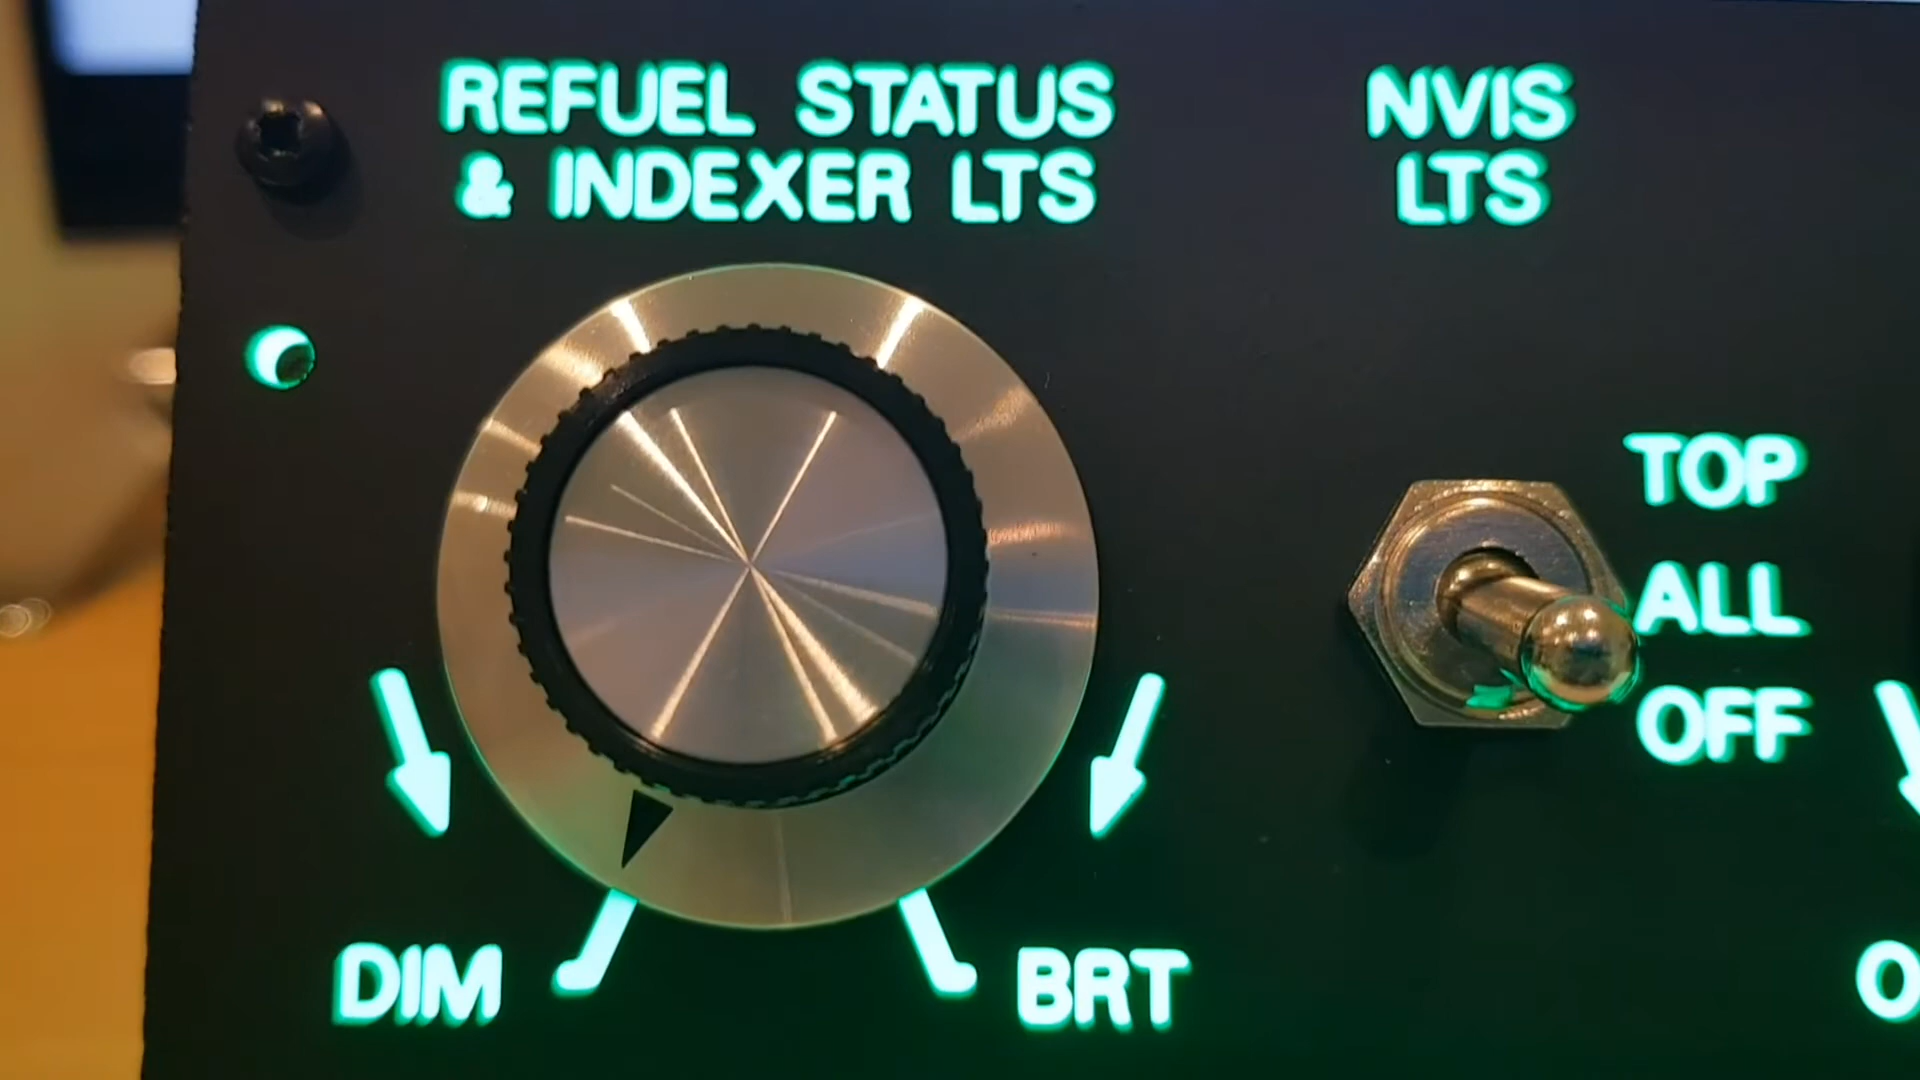 REFUEL STATUS
& INDEXER LTS
NVIS
LTS
TOP
ALL
OFF
DIM
BRT